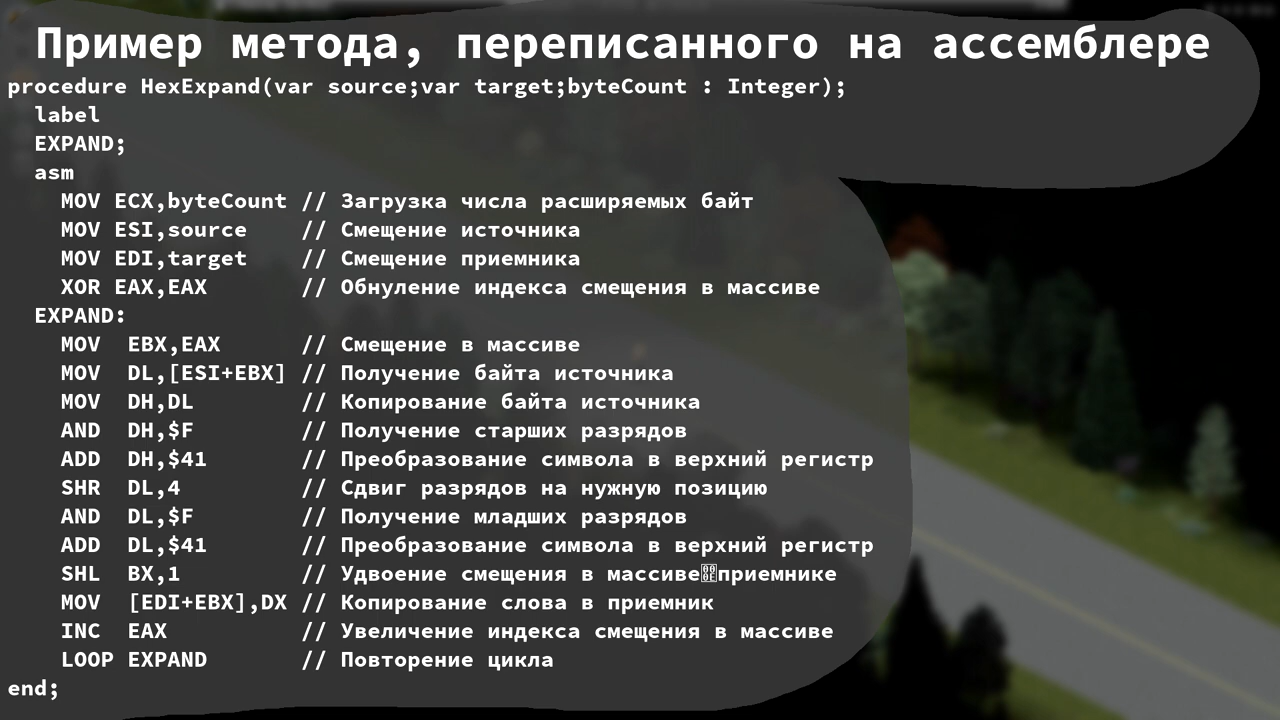 Пример метода, переписанного на ассемблере
procedure HexExpand(var source;var target;byteCount : Integer);
label
EXPAND;
asm
MOV ECX,byteCount // Загрузка числа расширяемых байт
MOV ESI,source // Смещение источника
MOV EDI,target // Смещение приемника
XOR EAX,EAX // Обнуление индекса смещения в массиве
EXPAND:
MOV EBX,EAX // Смещение в массиве
MOV DL,[ESI+EBX] // Получение байта источника
MOV DH,DL // Копирование байта источника
AND DH,$F // Получение старших разрядов
ADD DH,$41 // Преобразование символа в верхний регистр
SHR DL,4 // Сдвиг разрядов на нужную позицию
AND DL,$F // Получение младших разрядов
ADD DL,$41 // Преобразование символа в верхний регистр
SHL BX,1 // Удвоение смещения в массиве приемнике
MOV [EDI+EBX],DX // Копирование слова в приемник
INC EAX // Увеличение индекса смещения в массиве
LOOP EXPAND // Повторение цикла
end;